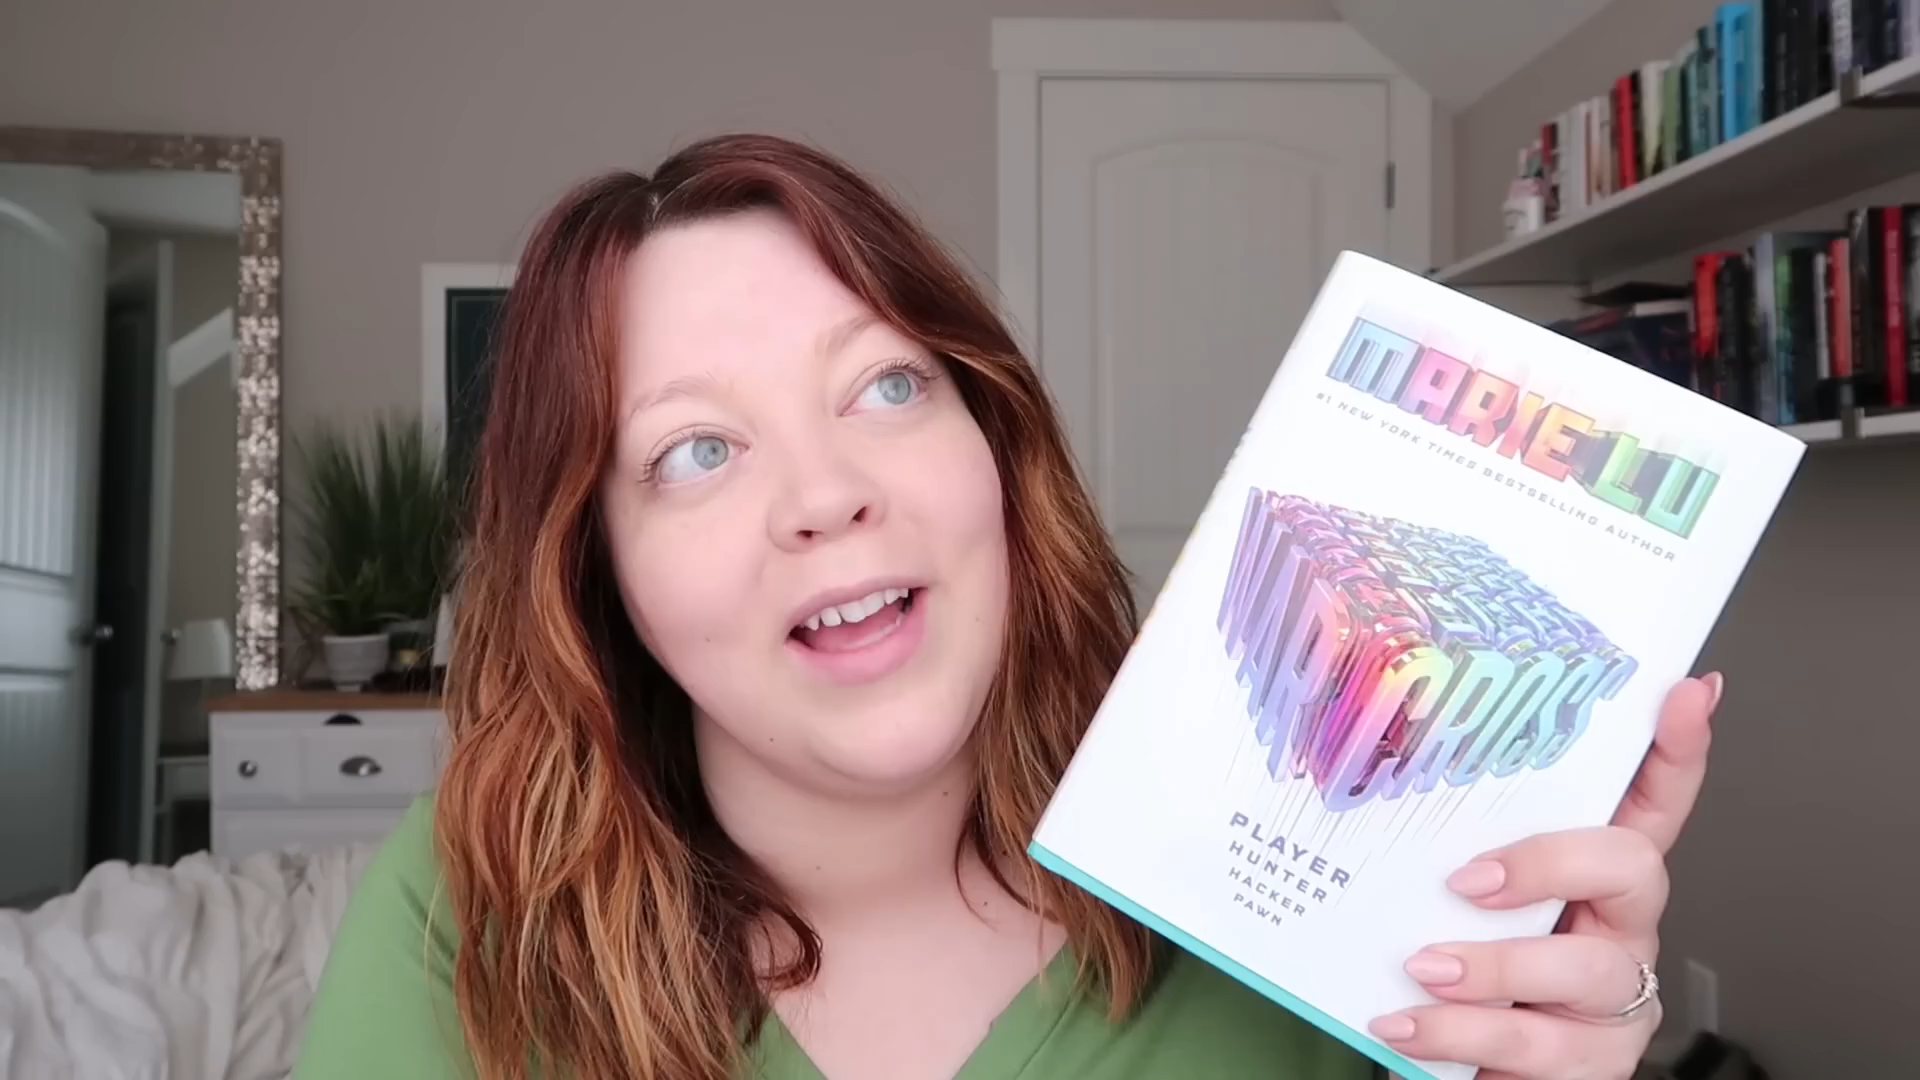 MARIE LU
#1 NEW YORK TIMES BESTSELLING AUTHOR
WARCROSS
PLAYER
HUNTER
HACKER
PAWN